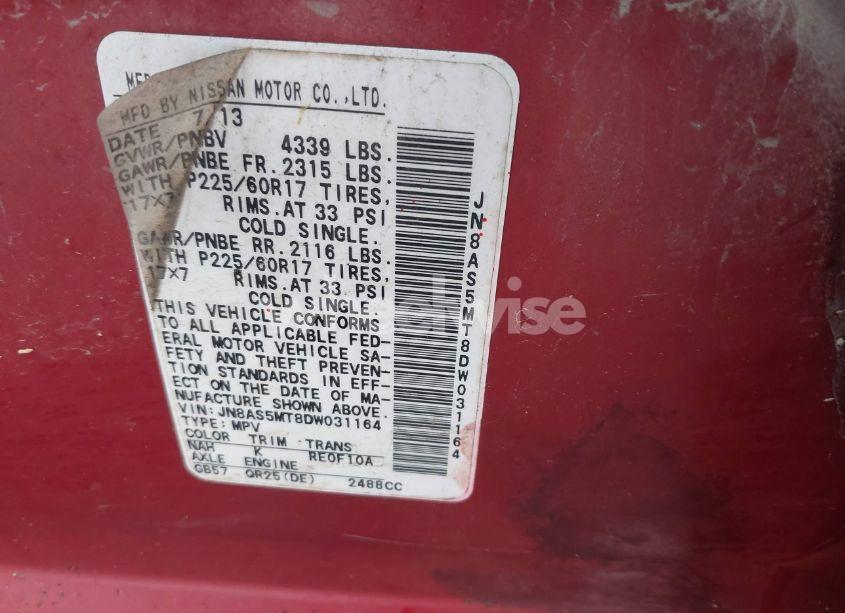 MFD BY NISSAN MOTOR CO.,LTD.
DATE 7/13
GVWR/PNBV 4339 LBS.
GAWR/PNBE FR. 2315 LBS.
WITH P225/60R17 TIRES,
17X7 RIMS. AT 33 PSI
COLD SINGLE.
GAWR/PNBE RR. 2116 LBS.
WITH P225/60R17 TIRES,
17X7 RIMS. AT 33 PSI
COLD SINGLE.
THIS VEHICLE CONFORMS
TO ALL APPLICABLE FED-
ERAL MOTOR VEHICLE SA-
FETY AND THEFT PREVEN-
TION STANDARDS IN EFF-
ECT ON THE DATE OF MA-
NUFACTURE SHOWN ABOVE.
VIN: JN8AS5MT8DW031164
TYPE: MPV
COLOR TRIM TRANS
NAH K RE0F10A
AXLE ENGINE
GB57 QR25(DE) 2488CC
JN8AS5MT8DW031164